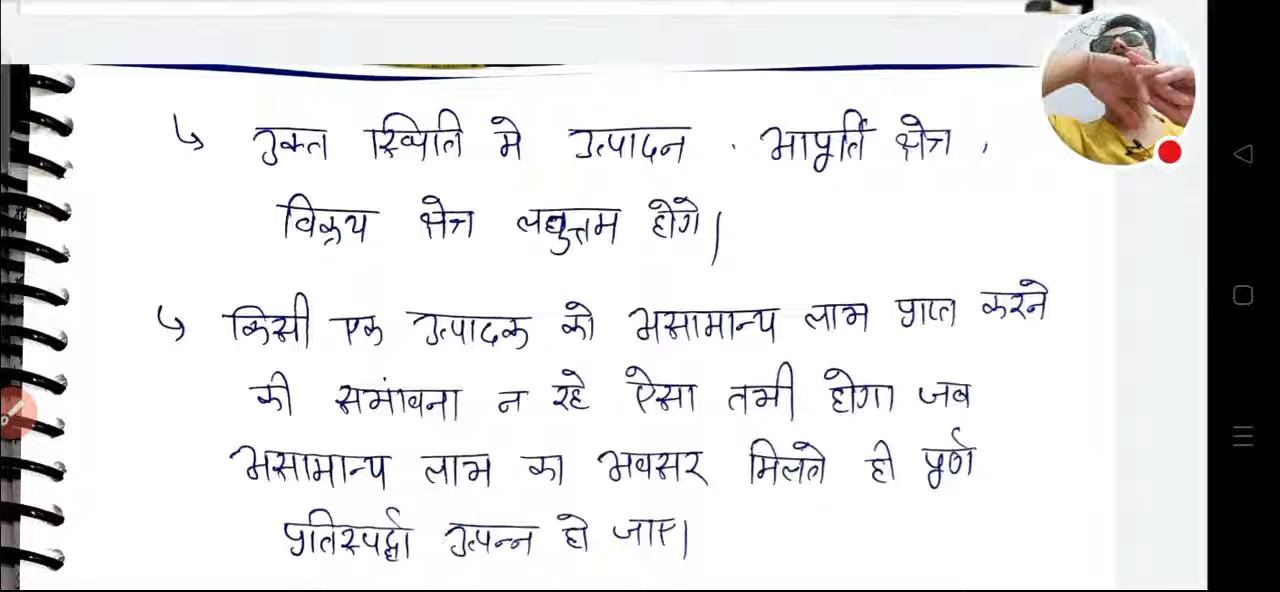 ↳ उक्त स्थिति मे उत्पादन . आपूर्ति क्षेत्र ,
विक्रय क्षेत्र लघुत्तम होगे।
↳ किसी एक उत्पादक को असामान्य लाभ प्राप्त करने
की समांवना न रहे ऐसा तभी होगा जब
असामान्य लाभ का अवसर मिलते ही पूर्ण
प्रतिस्पर्द्धा उत्पन्न हो जाए।